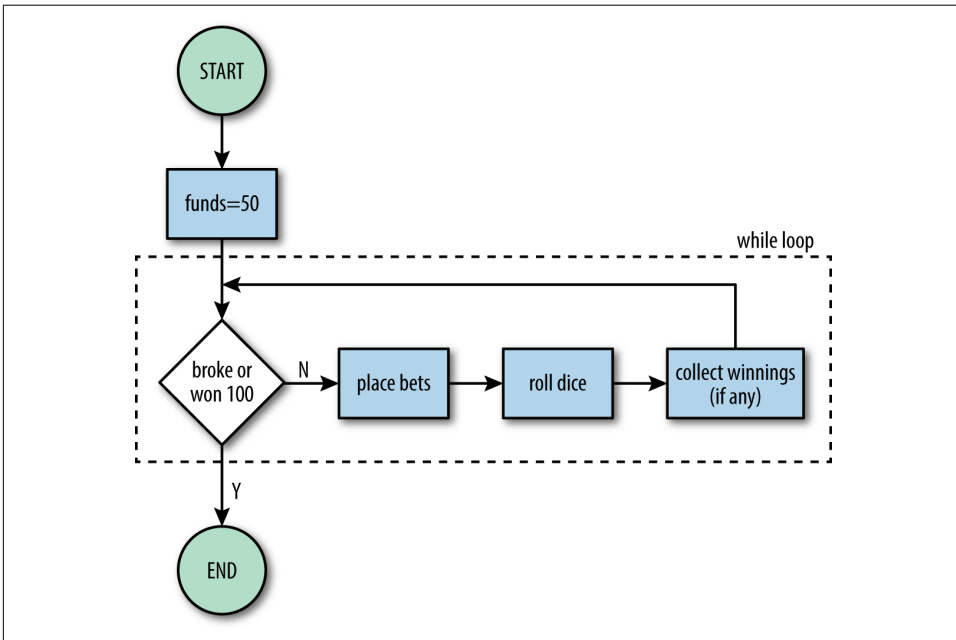 START
funds=50
while loop
broke or
won 100
N
place bets
roll dice
collect winnings
(if any)
Y
END